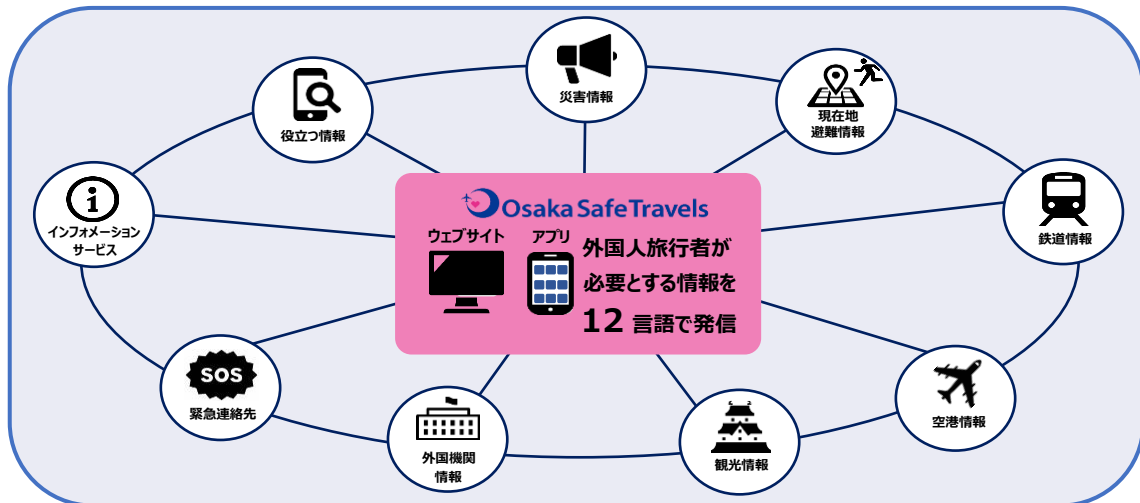 災害情報
現在地
避難情報
役立つ情報
鉄道情報
インフォメーション
サービス
Osaka Safe Travels
ウェブサイト
アプリ
外国人旅行者が
必要とする情報を
12 言語で発信
SOS
緊急連絡先
外国機関
情報
観光情報
空港情報